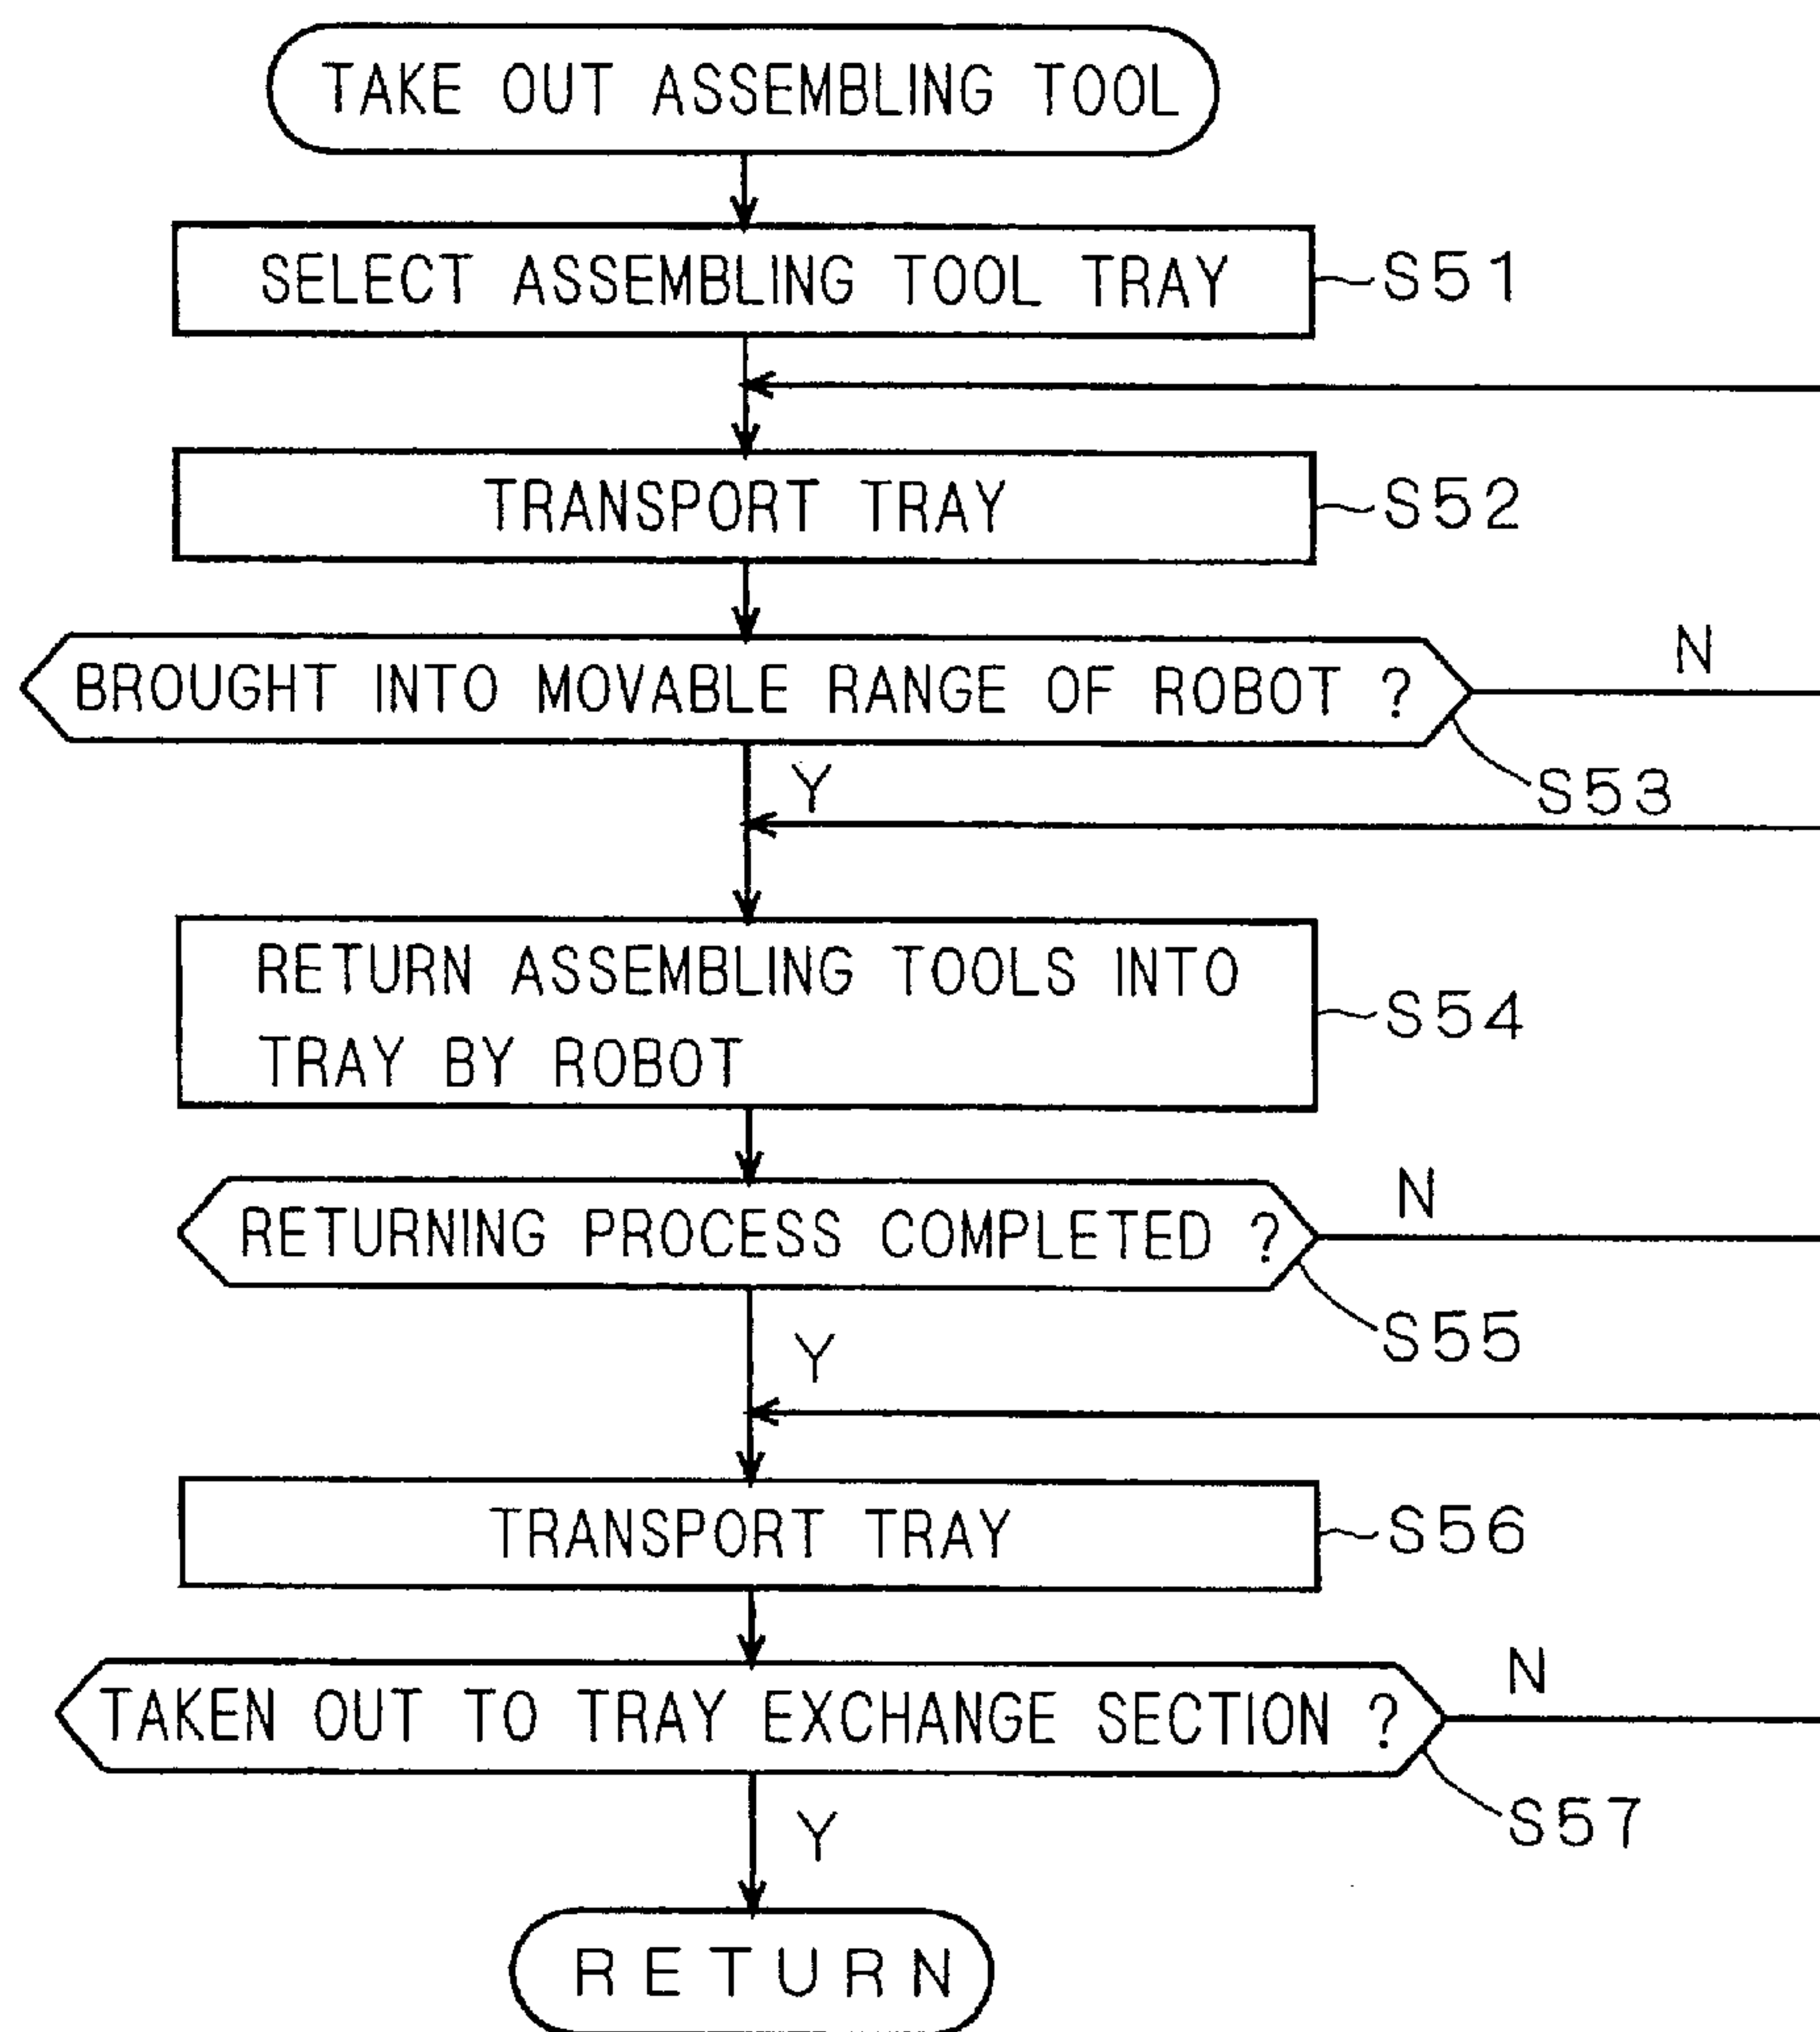 TAKE OUT ASSEMBLING TOOL
SELECT ASSEMBLING TOOL TRAY
S51
TRANSPORT TRAY
S52
BROUGHT INTO MOVABLE RANGE OF ROBOT ?
N
S53
Y
RETURN ASSEMBLING TOOLS INTO
TRAY BY ROBOT
S54
RETURNING PROCESS COMPLETED ?
N
S55
Y
TRANSPORT TRAY
S56
TAKEN OUT TO TRAY EXCHANGE SECTION ?
N
S57
Y
RETURN